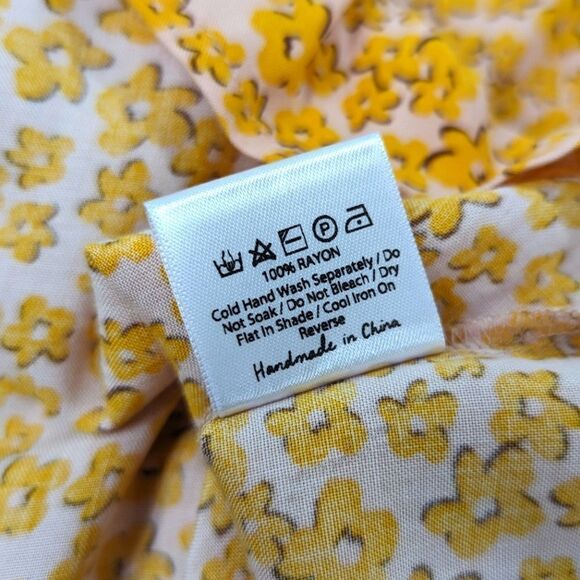 P
100% RAYON
Cold Hand Wash Separately / Do
Not Soak / Do Not Bleach / Dry
Flat In Shade / Cool Iron On
Reverse
Handmade in China